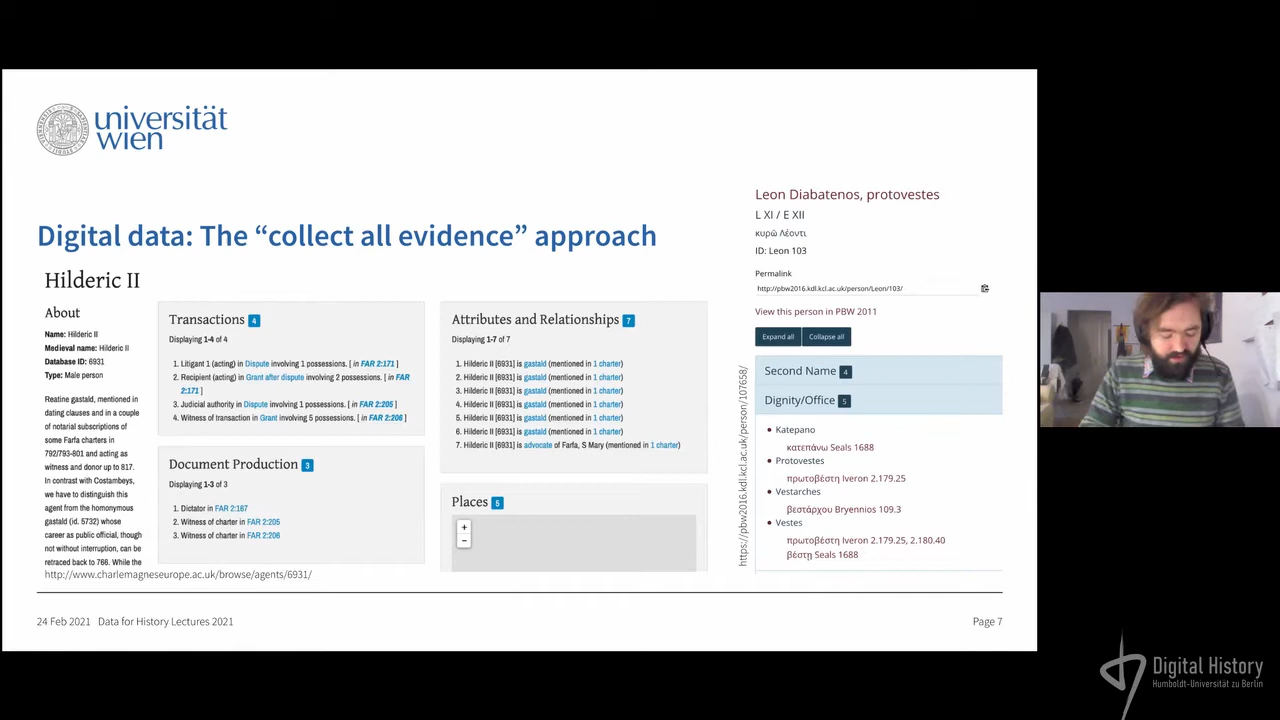 universität
wien
Digital data: The “collect all evidence” approach
Hilderic II
About
Name: Hilderic II
Medieval name: Hilderic II
Database ID: 6931
Type: Male person
Reatine gastald, mentioned in
dating clauses and in a couple
of notarial subscriptions of
some Farfa charters in
792/793-801 and acting as
witness and donor up to 817.
In contrast with Costambeys,
we have to distinguish this
agent from the homonymous
gastald (id. 5732) whose
career as public official, though
not without interruption, can be
retraced back to 766. While the
http://www.charlemagneseurope.ac.uk/browse/agents/6931/
Transactions 4
Displaying 1-4 of 4
1. Litigant 1 (acting) in Dispute involving 1 possessions. [ in FAR 2:171 ]
2. Recipient (acting) in Grant after dispute involving 2 possessions. [ in FAR
2:171 ]
3. Judicial authority in Dispute involving 1 possessions. [ in FAR 2:205 ]
4. Witness of transaction in Grant involving 5 possessions. [ in FAR 2:206 ]
Document Production 3
Displaying 1-3 of 3
1. Dictator in FAR 2:167
2. Witness of charter in FAR 2:205
3. Witness of charter in FAR 2:206
Attributes and Relationships 7
Displaying 1-7 of 7
1. Hilderic II [6931] is gastald (mentioned in 1 charter)
2. Hilderic II [6931] is gastald (mentioned in 1 charter)
3. Hilderic II [6931] is gastald (mentioned in 1 charter)
4. Hilderic II [6931] is gastald (mentioned in 1 charter)
5. Hilderic II [6931] is gastald (mentioned in 1 charter)
6. Hilderic II [6931] is gastald (mentioned in 1 charter)
7. Hilderic II [6931] is advocate of Farfa, S Mary (mentioned in 1 charter)
Places 5
+
−
https://pbw2016.kdl.kcl.ac.uk/person/107658/
Leon Diabatenos, protovestes
L XI / E XII
κυρῶ Λέοντι
ID: Leon 103
Permalink
http://pbw2016.kdl.kcl.ac.uk/person/Leon/103/
View this person in PBW 2011
Expand all Collapse all
Second Name 4
Dignity/Office 5
• Katepano
κατεπάνω Seals 1688
• Protovestes
πρωτοβέστη Iveron 2.179.25
• Vestarches
βεστάρχου Bryennios 109.3
• Vestes
πρωτοβέστη Iveron 2.179.25, 2.180.40
βέστῃ Seals 1688
24 Feb 2021 Data for History Lectures 2021
Page 7
Digital History
Humboldt-Universität zu Berlin